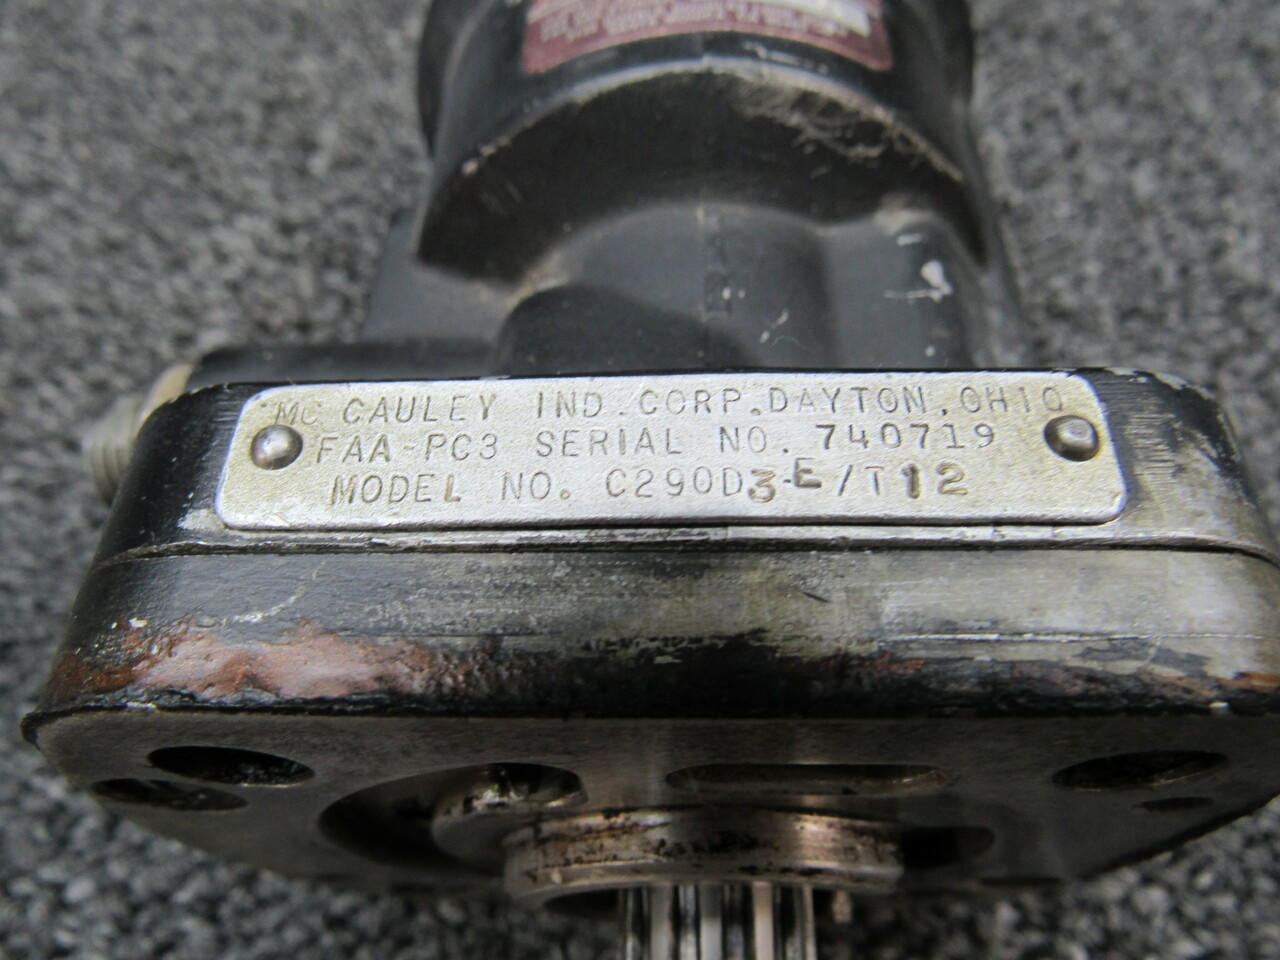 MC CAULEY IND. CORP. DAYTON, OHIO
FAA-PC3 SERIAL NO. 740719
MODEL NO. C290D3-E/T12